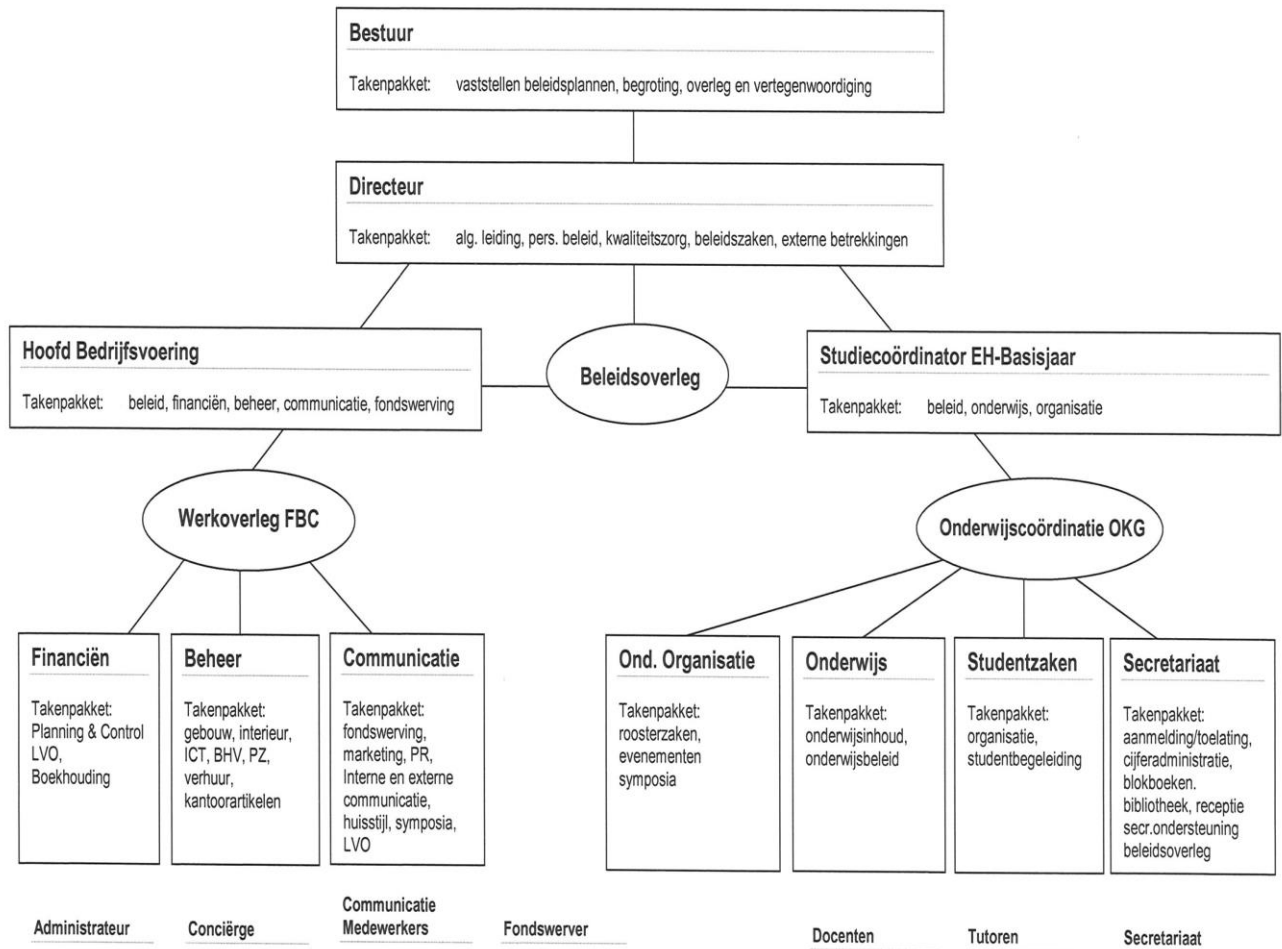 Bestuur
Takenpakket: vaststellen beleidsplannen, begroting, overleg en vertegenwoordiging
Directeur
Takenpakket: alg. leiding, pers. beleid, kwaliteitszorg, beleidszaken, externe betrekkingen
Hoofd Bedrijfsvoering
Takenpakket: beleid, financiën, beheer, communicatie, fondswerving
Beleidsoverleg
Studiecoördinator EH-Basisjaar
Takenpakket: beleid, onderwijs, organisatie
Werkoverleg FBC
Onderwijscoördinatie OKG
Financiën
Takenpakket:
Planning & Control
LVO,
Boekhouding
Beheer
Takenpakket:
gebouw, interieur,
ICT, BHV, PZ,
verhuur,
kantoorartikelen
Communicatie
Takenpakket:
fondswerving,
marketing, PR,
Interne en externe
communicatie,
huisstijl, symposia,
LVO
Ond. Organisatie
Takenpakket:
roosterzaken,
evenementen
symposia
Onderwijs
Takenpakket:
onderwijsinhoud,
onderwijsbeleid
Studentzaken
Takenpakket:
organisatie,
studentbegeleiding
Secretariaat
Takenpakket:
aanmelding/toelating,
cijferadministratie,
blokboeken.
bibliotheek, receptie
secr.ondersteuning
beleidsoverleg
Administrateur
Conciërge
Communicatie
Medewerkers
Fondswerver
Docenten
Tutoren
Secretariaat